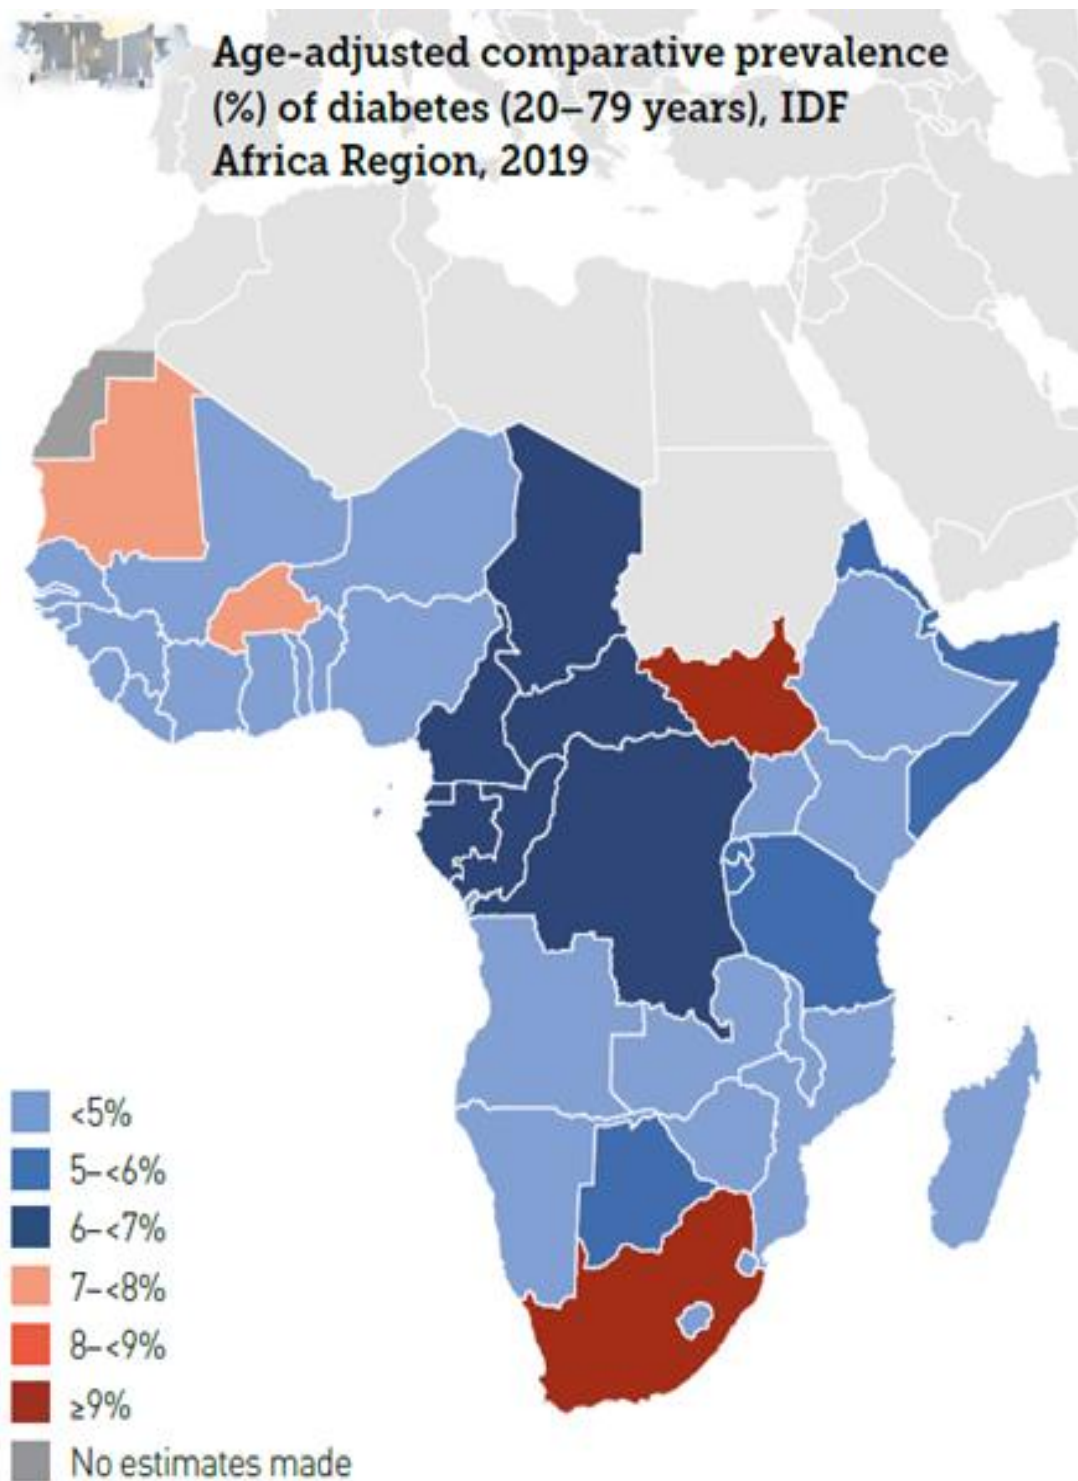 Age-adjusted comparative prevalence
(%) of diabetes (20–79 years), IDF
Africa Region, 2019
<5%
5–<6%
6–<7%
7–<8%
8–<9%
≥9%
No estimates made